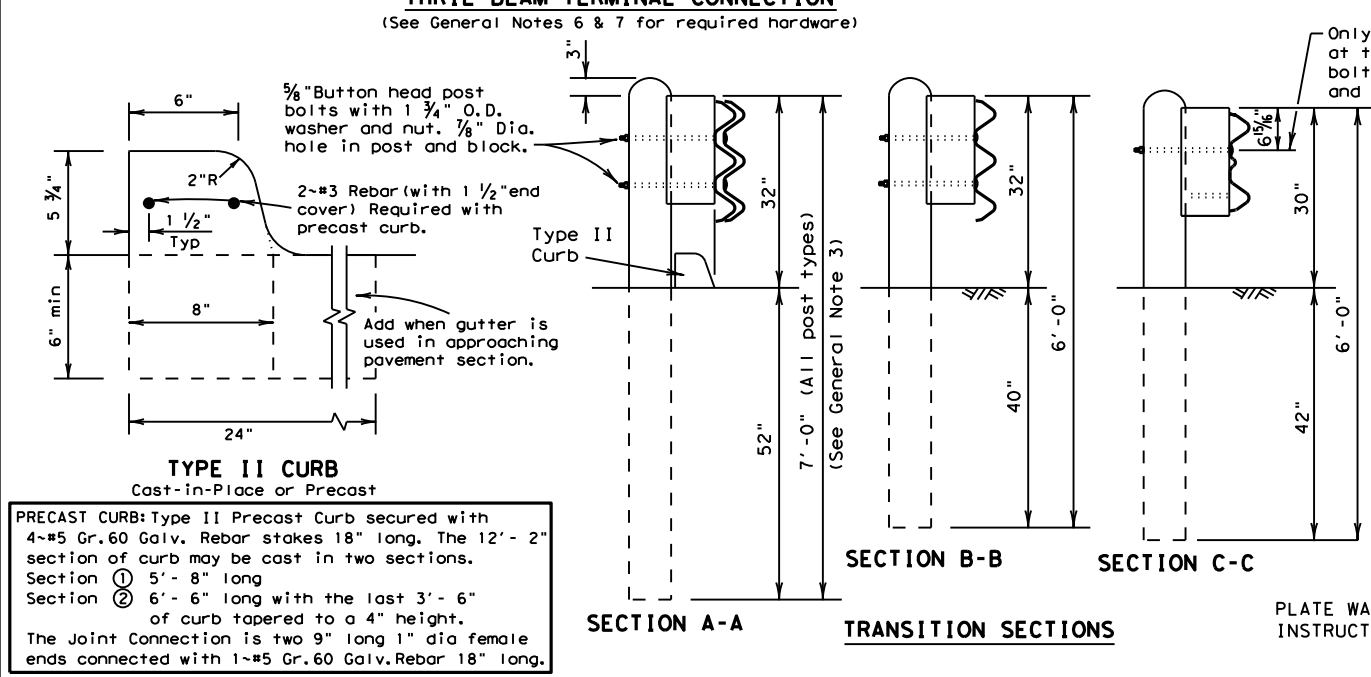 THRIE BEAM TERMINAL CONNECTION
(See General Notes 6 & 7 for required hardware)
6"
5 3/4"
2"R
1 1/2"
Typ
6" min
8"
24"
5/8"Button head post
bolts with 1 3/4" O.D.
washer and nut. 7/8" Dia.
hole in post and block.
2~#3 Rebar(with 1 1/2"end
cover) Required with
precast curb.
Add when gutter is
used in approaching
pavement section.
TYPE II CURB
Cast-in-Place or Precast
PRECAST CURB: Type II Precast Curb secured with
4~#5 Gr.60 Galv. Rebar stakes 18" long. The 12'- 2"
section of curb may be cast in two sections.
Section ① 5'- 8" long
Section ② 6'- 6" long with the last 3'- 6"
of curb tapered to a 4" height.
The Joint Connection is two 9" long 1" dia female
ends connected with 1~#5 Gr.60 Galv.Rebar 18" long.
3"
Type II
Curb
32"
52"
7'-0" (All post types)
(See General Note 3)
SECTION A-A
32"
40"
6'-0"
SECTION B-B
TRANSITION SECTIONS
Only
at t
bolt
and
6 15/16"
30"
42"
6'-0"
SECTION C-C
PLATE WA
INSTRUCT